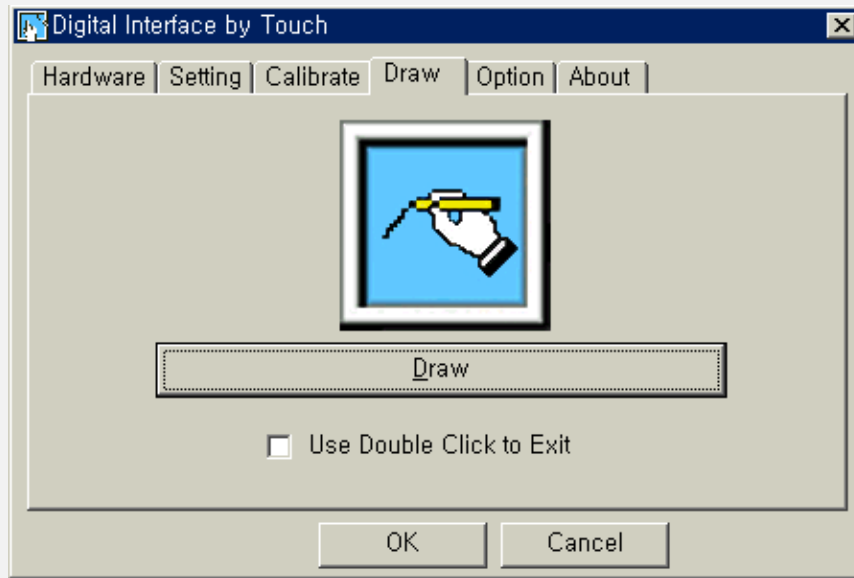 Digital Interface by Touch
Hardware Setting Calibrate Draw Option About
Draw
Use Double Click to Exit
OK Cancel